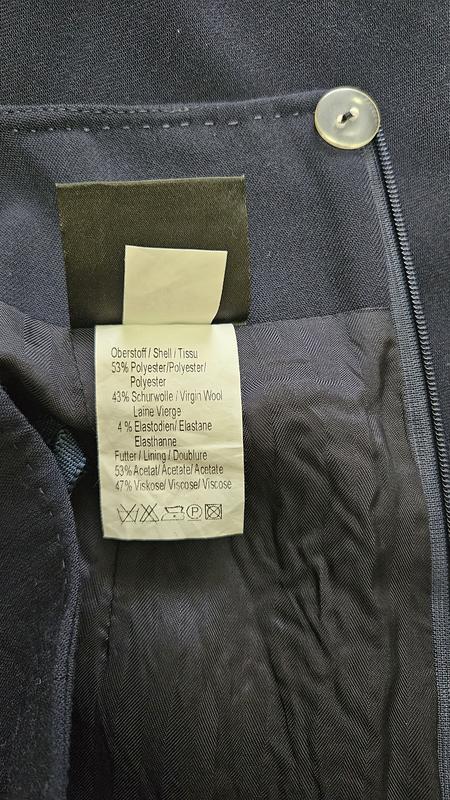 Oberstoff / Shell / Tissu
53% Polyester/Polyester/
Polyester
43% Schurwolle / Virgin Wool
Laine Vierge
4 % Elastodien/ Elastane
Elasthanne
Futter / Lining / Doublure
53% Acetat/ Acetate/ Acetate
47% Viskose/ Viscose/ Viscose
P